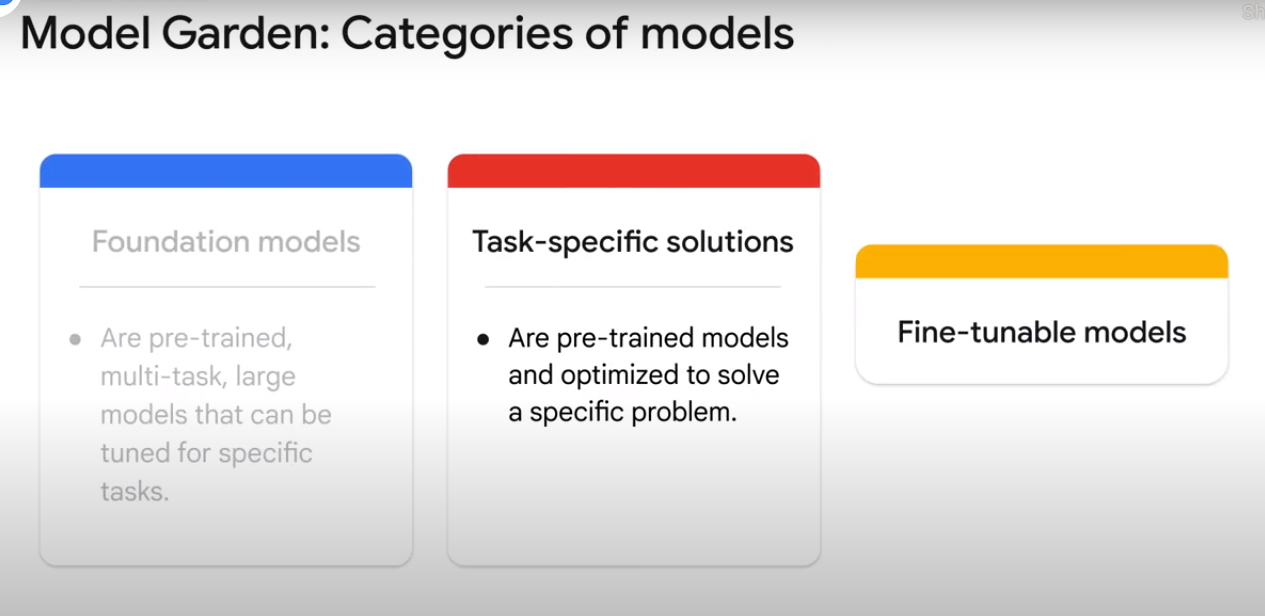 Model Garden: Categories of models
Foundation models
• Are pre-trained,
multi-task, large
models that can be
tuned for specific
tasks.
Task-specific solutions
• Are pre-trained models
and optimized to solve
a specific problem.
Fine-tunable models